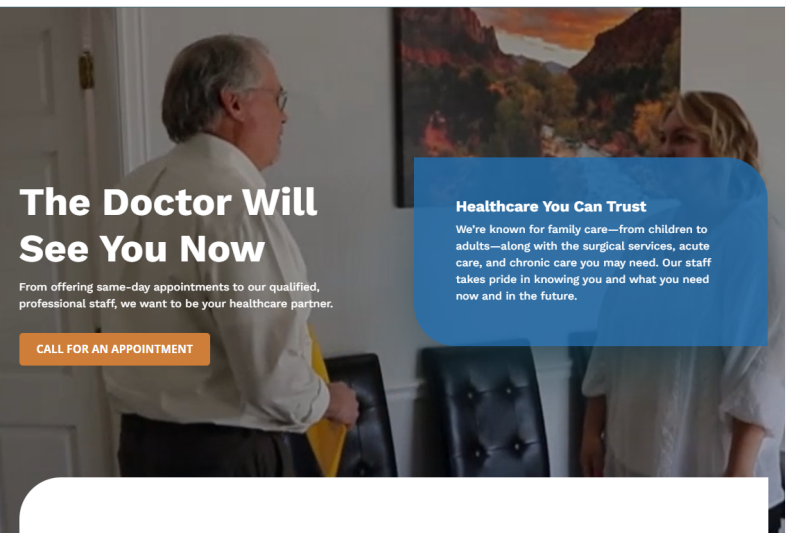 The Doctor Will
See You Now
From offering same-day appointments to our qualified,
professional staff, we want to be your healthcare partner.
CALL FOR AN APPOINTMENT
Healthcare You Can Trust
We're known for family care—from children to
adults—along with the surgical services, acute
care, and chronic care you may need. Our staff
takes pride in knowing you and what you need
now and in the future.